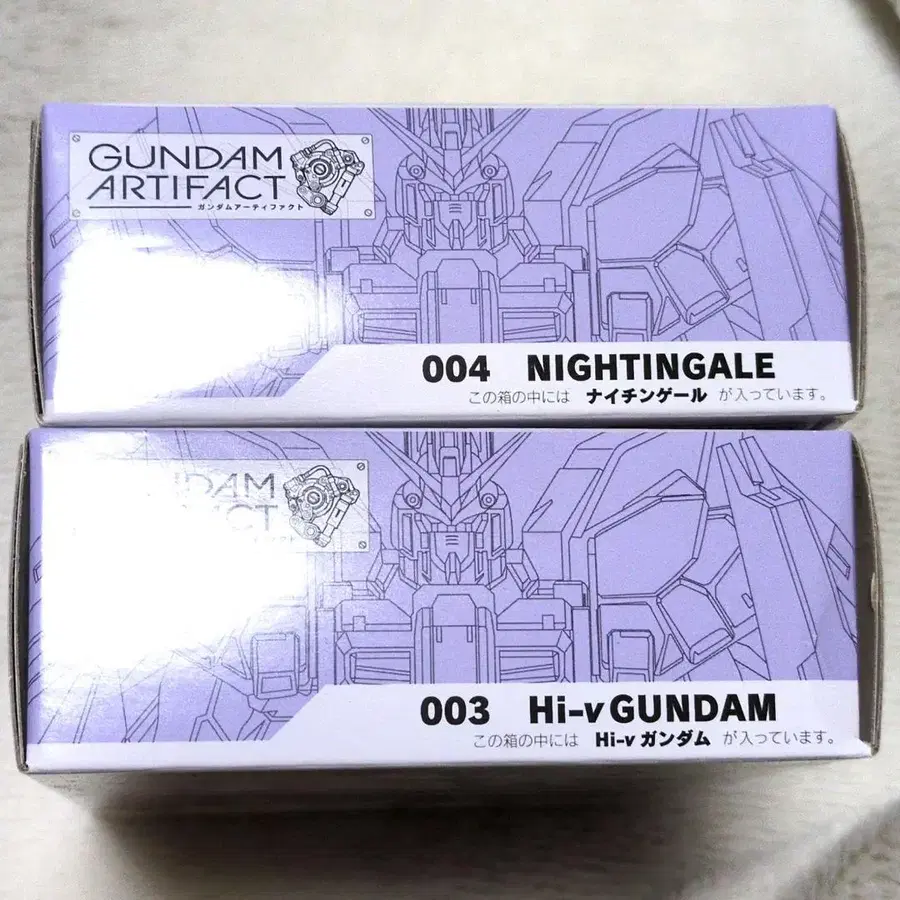 GUNDAM
ARTIFACT
ガンダムアーティファクト
004 NIGHTINGALE
この箱の中には ナイチンゲール が入っています。
NDAM
FACT
003 Hi-νGUNDAM
この箱の中には Hi-ν ガンダム が入っています。